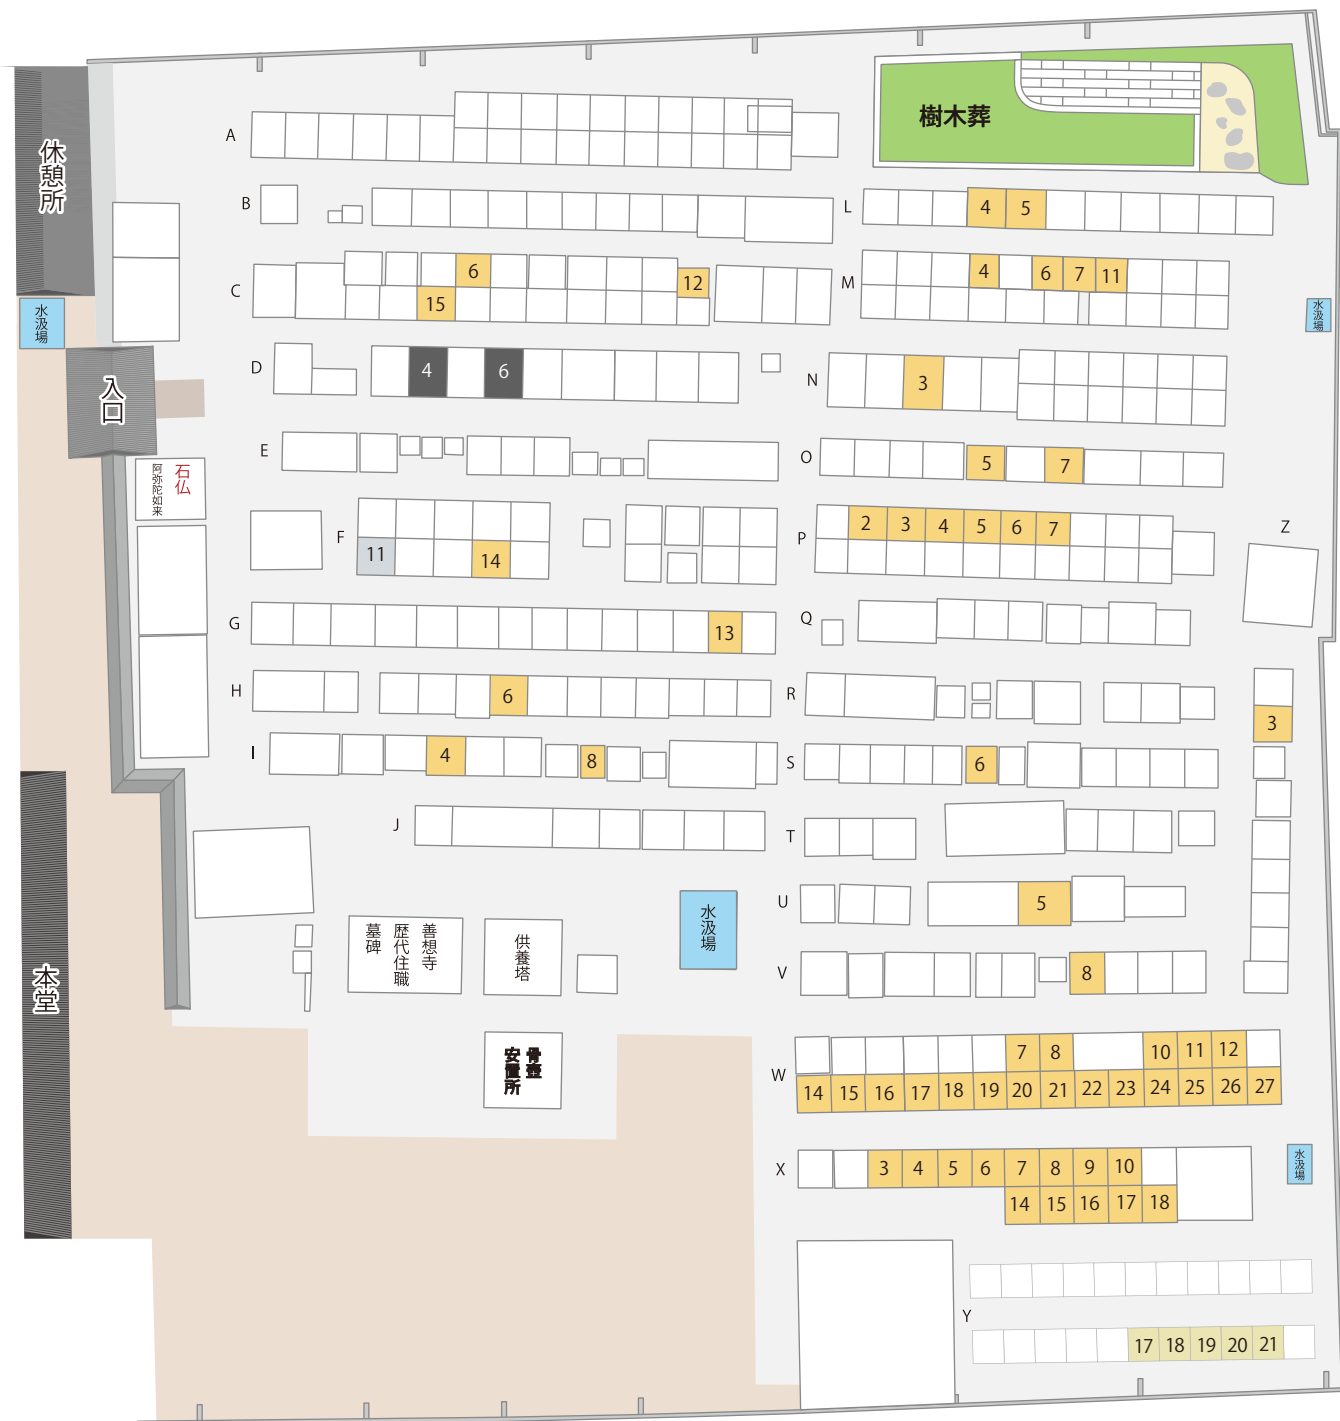 樹木葬
休憩所
水汲場
入口
石仏
阿弥陀如来
本堂
A
B
C
6
12
15
D
4
6
E
F
11
14
G
13
H
6
I
4
8
J
善想寺
歴代住職
墓碑
供養塔
骨壺
安置所
水汲場
L
4
5
M
4
6
7
11
水汲場
N
3
O
5
7
P
2
3
4
5
6
7
Z
Q
R
3
S
6
T
U
5
V
8
W
7
8
10
11
12
14
15
16
17
18
19
20
21
22
23
24
25
26
27
X
3
4
5
6
7
8
9
10
14
15
16
17
18
水汲場
Y
17
18
19
20
21